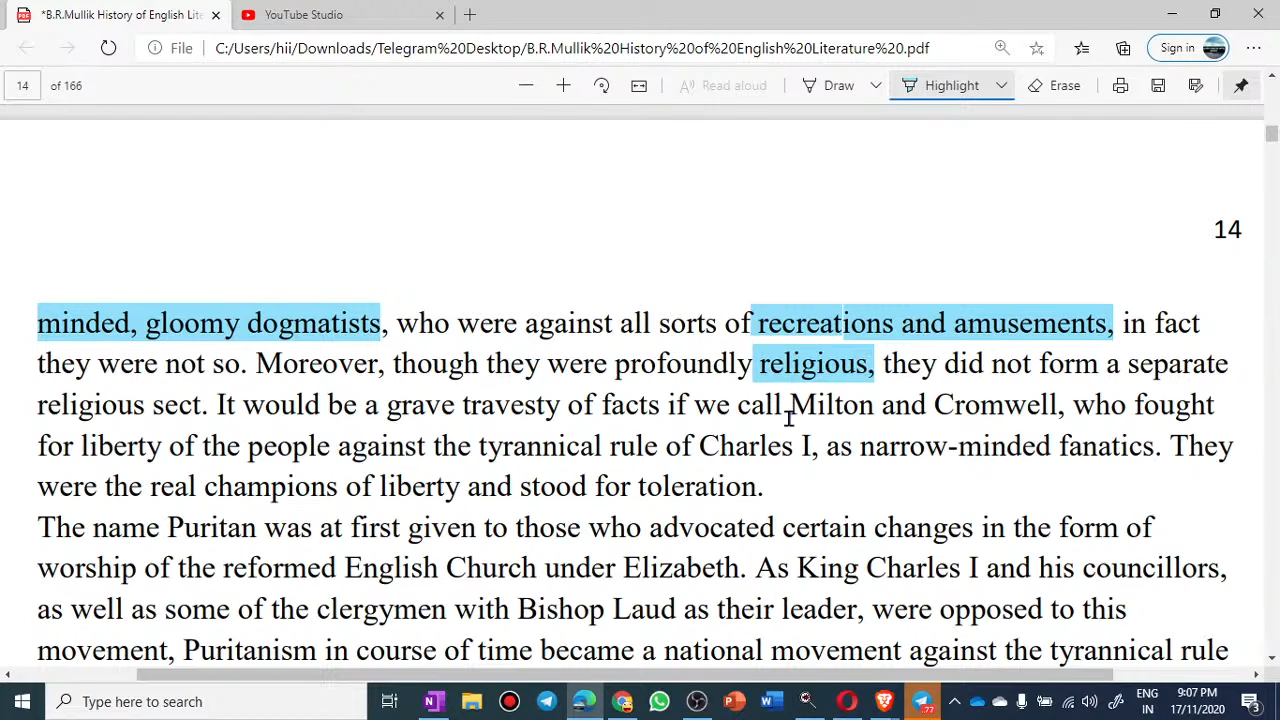 *B.R.Mullik History of English Lite
YouTube Studio
File C:/Users/hii/Downloads/Telegram%20Desktop/B.R.Mullik%20History%20of%20English%20Literature%20.pdf
Sign in
14 of 166
Read aloud
Draw
Highlight
Erase
14
minded, gloomy dogmatists, who were against all sorts of recreations and amusements, in fact
they were not so. Moreover, though they were profoundly religious, they did not form a separate
religious sect. It would be a grave travesty of facts if we call Milton and Cromwell, who fought
for liberty of the people against the tyrannical rule of Charles I, as narrow-minded fanatics. They
were the real champions of liberty and stood for toleration.
The name Puritan was at first given to those who advocated certain changes in the form of
worship of the reformed English Church under Elizabeth. As King Charles I and his councillors,
as well as some of the clergymen with Bishop Laud as their leader, were opposed to this
movement, Puritanism in course of time became a national movement against the tyrannical rule
Type here to search
77
ENG
IN
9:07 PM
17/11/2020
3